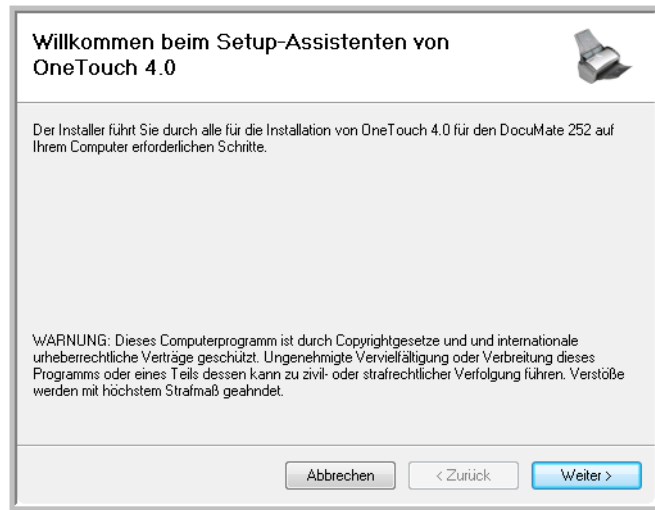 Willkommen beim Setup-Assistenten von
OneTouch 4.0
Der Installer führt Sie durch alle für die Installation von OneTouch 4.0 für den DocuMate 252 auf
Ihrem Computer erforderlichen Schritte.
WARNUNG: Dieses Computerprogramm ist durch Copyrightgesetze und und internationale
urheberrechtliche Verträge geschützt. Ungenehmigte Vervielfältigung oder Verbreitung dieses
Programms oder eines Teils dessen kann zu zivil- oder strafrechtlicher Verfolgung führen. Verstöße
werden mit höchstem Strafmaß geahndet.
Abbrechen < Zurück Weiter >